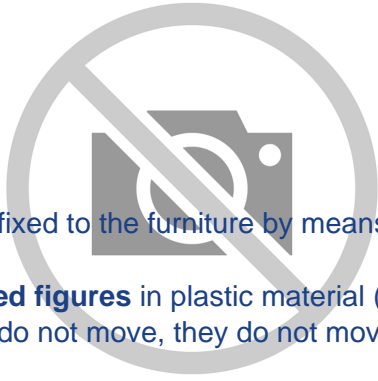 fixed to the furniture by means
ed figures in plastic material (
do not move, they do not mov